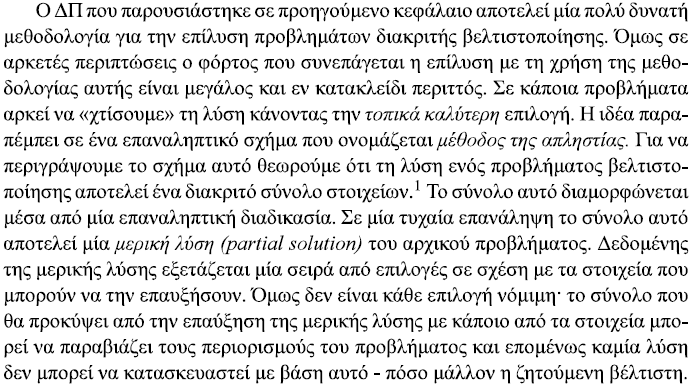 Ο ΔΠ που παρουσιάστηκε σε προηγούμενο κεφάλαιο αποτελεί μία πολύ δυνατή
μεθοδολογία για την επίλυση προβλημάτων διακριτής βελτιστοποίησης. Όμως σε
αρκετές περιπτώσεις ο φόρτος που συνεπάγεται η επίλυση με τη χρήση της μεθο-
δολογίας αυτής είναι μεγάλος και εν κατακλείδι περιττός. Σε κάποια προβλήματα
αρκεί να «χτίσουμε» τη λύση κάνοντας την τοπικά καλύτερη επιλογή. Η ιδέα παρα-
πέμπει σε ένα επαναληπτικό σχήμα που ονομάζεται μέθοδος της απληστίας. Για να
περιγράψουμε το σχήμα αυτό θεωρούμε ότι τη λύση ενός προβλήματος βελτιστο-
ποίησης αποτελεί ένα διακριτό σύνολο στοιχείων.¹ Το σύνολο αυτό διαμορφώνεται
μέσα από μία επαναληπτική διαδικασία. Σε μία τυχαία επανάληψη το σύνολο αυτό
αποτελεί μία μερική λύση (partial solution) του αρχικού προβλήματος. Δεδομένης
της μερικής λύσης εξετάζεται μία σειρά από επιλογές σε σχέση με τα στοιχεία που
μπορούν να την επαυξήσουν. Όμως δεν είναι κάθε επιλογή νόμιμη· το σύνολο που
θα προκύψει από την επαύξηση της μερικής λύσης με κάποιο από τα στοιχεία μπο-
ρεί να παραβιάζει τους περιορισμούς του προβλήματος και επομένως καμία λύση
δεν μπορεί να κατασκευαστεί με βάση αυτό - πόσο μάλλον η ζητούμενη βέλτιστη.